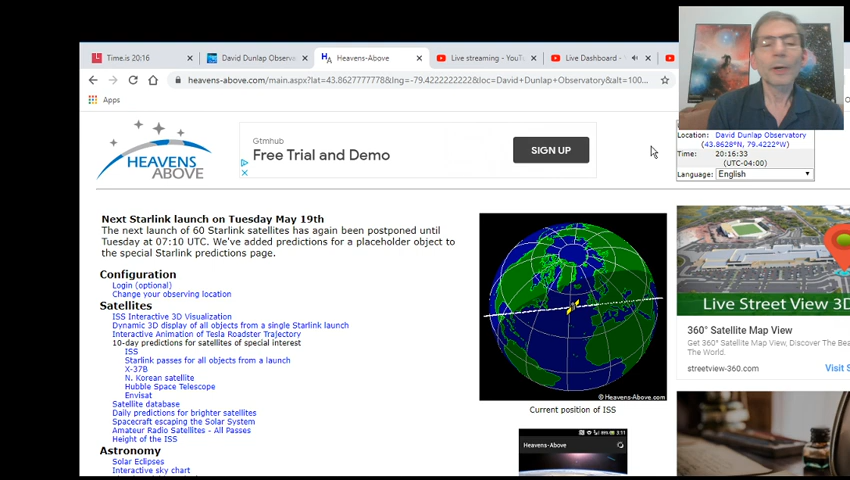 Time.is 20:16
David Dunlap Observa
Heavens-Above
Live streaming - YouT
Live Dashboard -
heavens-above.com/main.aspx?lat=43.8627777778&lng=-79.4222222222&loc=David+Dunlap+Observatory&alt=100...
Apps
HEAVENS
ABOVE
Gtmhub
Free Trial and Demo
SIGN UP
Location: David Dunlap Observatory
(43.8628°N, 79.4222°W)
Time: 20:16:33
(UTC-04:00)
Language: English
Next Starlink launch on Tuesday May 19th
The next launch of 60 Starlink satellites has again been postponed until
Tuesday at 07:10 UTC. We've added predictions for a placeholder object to
the special Starlink predictions page.
Configuration
Login (optional)
Change your observing location
Satellites
ISS Interactive 3D Visualization
Dynamic 3D display of all objects from a single Starlink launch
Interactive Animation of Tesla Roadster Trajectory
10-day predictions for satellites of special interest
ISS
Starlink passes for all objects from a launch
X-37B
N. Korean satellite
Hubble Space Telescope
Envisat
Satellite database
Daily predictions for brighter satellites
Spacecraft escaping the Solar System
Amateur Radio Satellites - All Passes
Height of the ISS
Astronomy
Solar Eclipses
Interactive sky chart
© Heavens-Above.com
Current position of ISS
3:11
Heavens-Above
Live Street View 3D
360° Satellite Map View
Get 360° Satellite Map View, Discover The Bea
The World.
streetview-360.com
Visit S